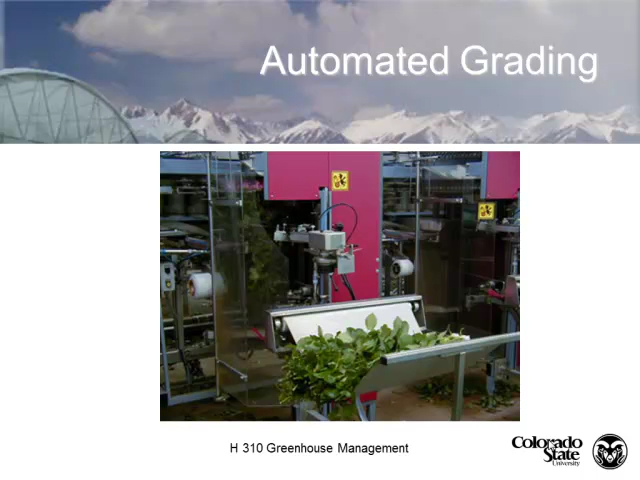 Automated Grading
H 310 Greenhouse Management
Colorado
State
University